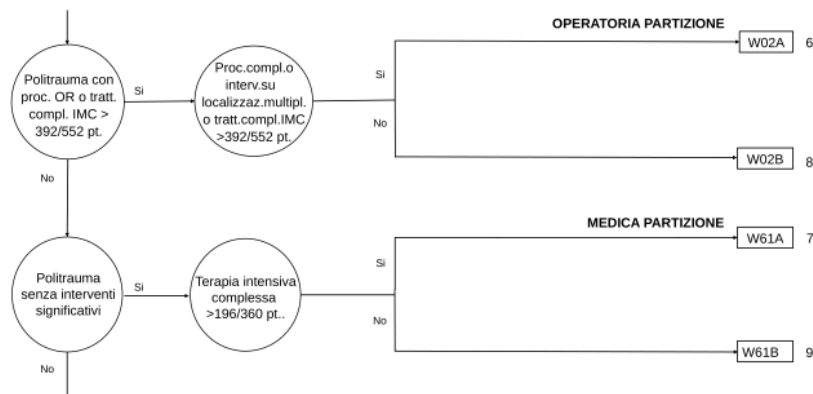 OPERATORIA PARTIZIONE
W02A 6
Politrauma con
proc. OR o tratt.
compl. IMC >
392/552 pt.
Si
Proc.compl.o
interv.su
localizzaz.multipl.
o tratt.compl.IMC
>392/552 pt.
Si
No
W02B 8
No
MEDICA PARTIZIONE
W61A 7
Politrauma
senza interventi
significativi
Si
Terapia intensiva
complessa
>196/360 pt..
Si
No
W61B 9
No